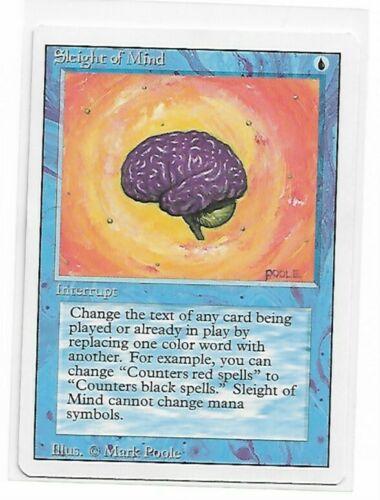 Sleight of Mind
POOLE
Interrupt
Change the text of any card being
played or already in play by
replacing one color word with
another. For example, you can
change "Counters red spells" to
"Counters black spells." Sleight of
Mind cannot change mana
symbols.
Illus. © Mark Poole